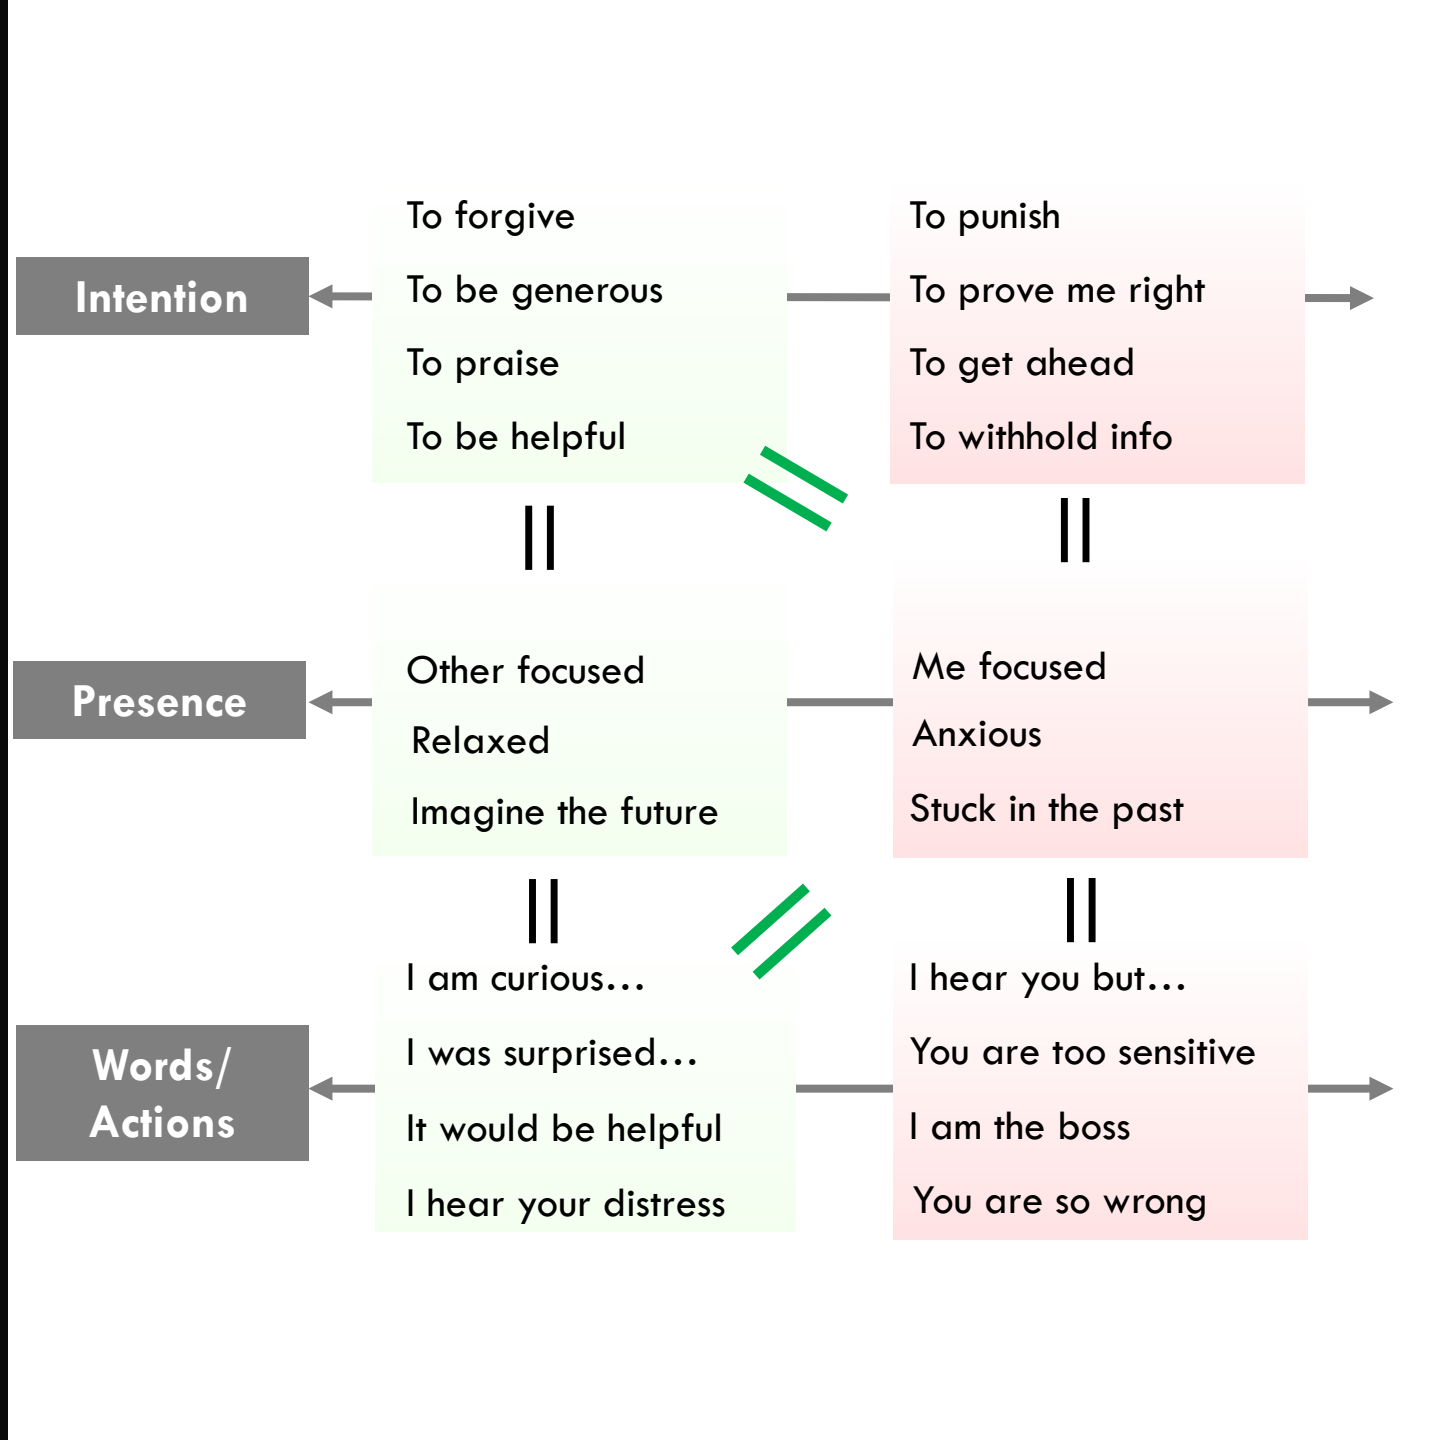 Intention
To forgive
To be generous
To praise
To be helpful
To punish
To prove me right
To get ahead
To withhold info
Presence
Other focused
Relaxed
Imagine the future
Me focused
Anxious
Stuck in the past
Words/
Actions
I am curious…
I was surprised…
It would be helpful
I hear your distress
I hear you but…
You are too sensitive
I am the boss
You are so wrong